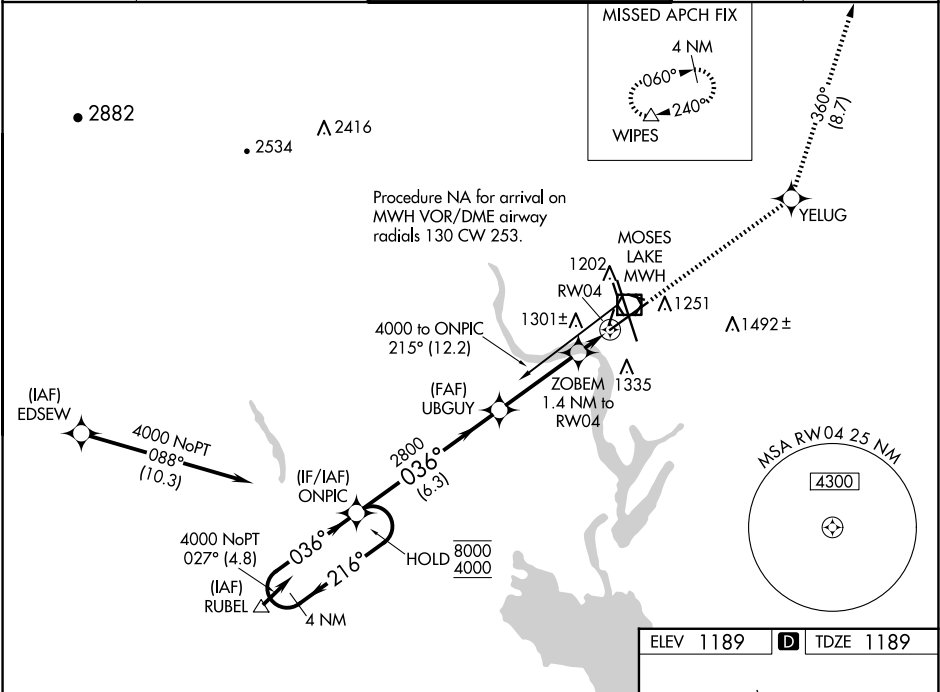 MISSED APCH FIX
4 NM
060°
240°
WIPES
360°
(8.7)
2882
2534
2416
YELUG
Procedure NA for arrival on
MWH VOR/DME airway
radials 130 CW 253.
MOSES
LAKE
MWH
1202
RW04
1251
1301±
1492±
4000 to ONPIC
215° (12.2)
1335
ZOBEM
1.4 NM to
RW04
(FAF)
UBGUY
(IAF)
EDSEW
4000 NoPT
088°
(10.3)
2800
036°
(6.3)
(IF/IAF)
ONPIC
MSA RW04 25 NM
4300
4000 NoPT
027° (4.8)
036°
216°
HOLD
8000
4000
(IAF)
RUBEL
4 NM
ELEV 1189 D TDZE 1189